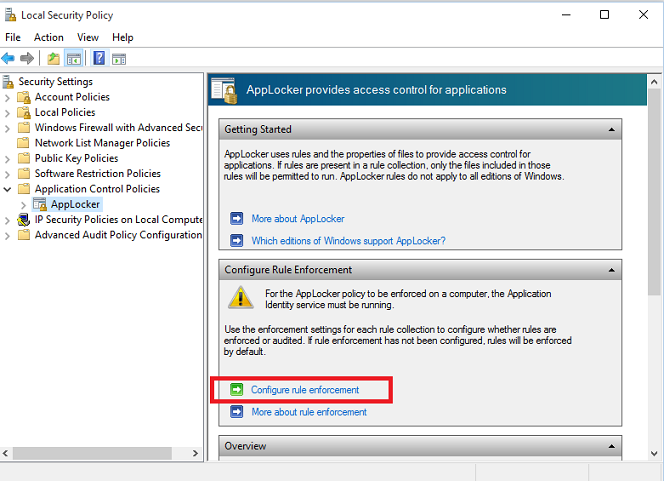 Local Security Policy
File Action View Help
Security Settings
Account Policies
Local Policies
Windows Firewall with Advanced Secu
Network List Manager Policies
Public Key Policies
Software Restriction Policies
Application Control Policies
AppLocker
IP Security Policies on Local Compute
Advanced Audit Policy Configuration
AppLocker provides access control for applications
Getting Started
AppLocker uses rules and the properties of files to provide access control for
applications. If rules are present in a rule collection, only the files included in those
rules will be permitted to run. AppLocker rules do not apply to all editions of Windows.
More about AppLocker
Which editions of Windows support AppLocker?
Configure Rule Enforcement
For the AppLocker policy to be enforced on a computer, the Application
Identity service must be running.
Use the enforcement settings for each rule collection to configure whether rules are
enforced or audited. If rule enforcement has not been configured, rules will be enforced
by default.
Configure rule enforcement
More about rule enforcement
Overview